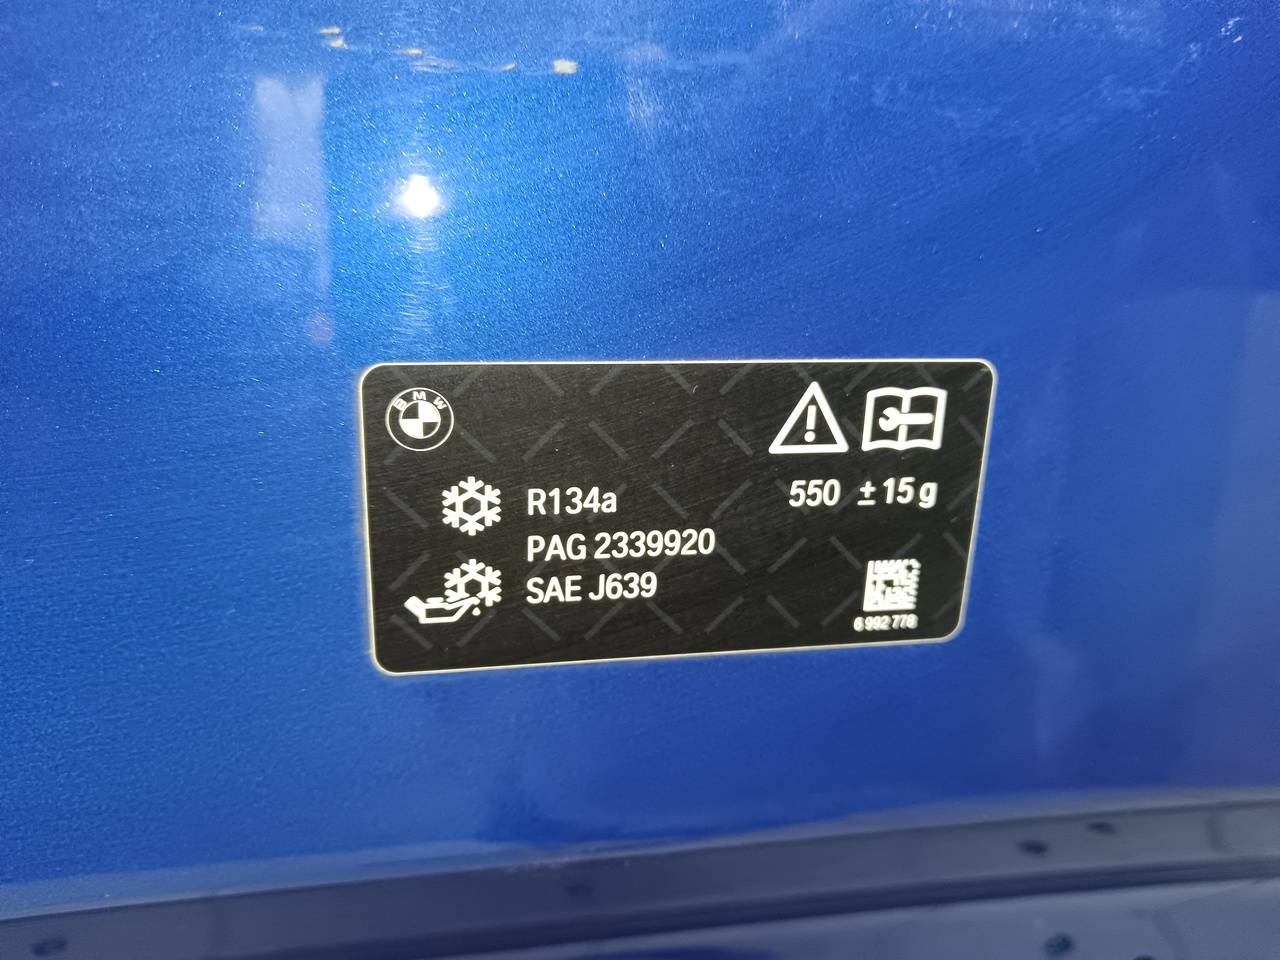 BMW
R134a
550 ± 15 g
PAG 2339920
SAE J639
6 992 778